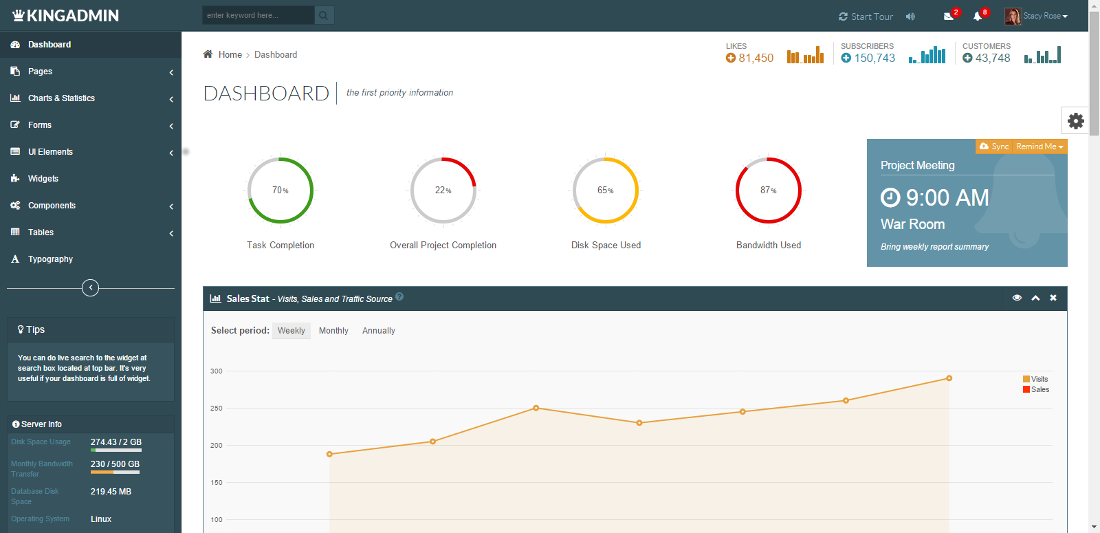 KINGADMIN
enter keyword here...
Start Tour
2
8
Stacy Rose
Dashboard
Pages
Charts & Statistics
Forms
UI Elements
Widgets
Components
Tables
Typography
Tips
You can do live search to the widget at
search box located at top bar. It's very
useful if your dashboard is full of widget.
Server Info
Disk Space Usage
274.43 / 2 GB
Monthly Bandwidth
Transfer
230 / 500 GB
Database Disk
Space
219.45 MB
Operating System
Linux
Home > Dashboard
LIKES
81,450
SUBSCRIBERS
150,743
CUSTOMERS
43,748
DASHBOARD
the first priority information
70%
Task Completion
22%
Overall Project Completion
65%
Disk Space Used
87%
Bandwidth Used
Sync
Remind Me
Project Meeting
9:00 AM
War Room
Bring weekly report summary
Sales Stat - Visits, Sales and Traffic Source ?
Select period: Weekly Monthly Annually
300
250
200
150
100
Visits
Sales